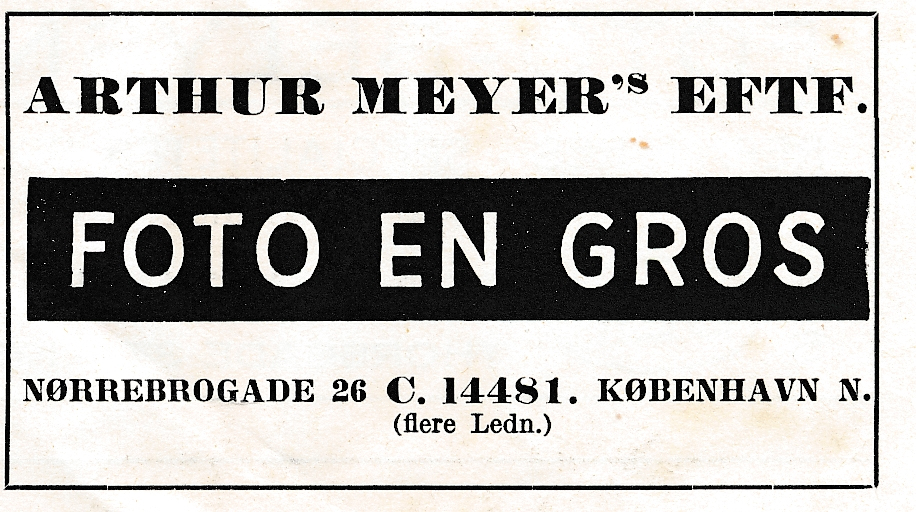 ARTHUR MEYER's EFTF.
FOTO EN GROS
NØRREBROGADE 26 C. 14481. KØBENHAVN N.
(flere Ledn.)